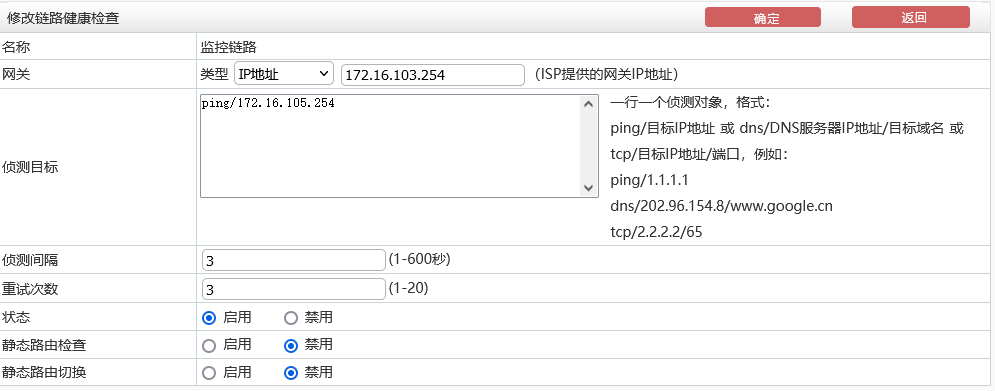 修改链路健康检查 确定 返回
名称 监控链路
网关 类型 IP地址 172.16.103.254 (ISP提供的网关IP地址)
侦测目标
ping/172.16.105.254
一行一个侦测对象，格式：
ping/目标IP地址 或 dns/DNS服务器IP地址/目标域名 或
tcp/目标IP地址/端口，例如：
ping/1.1.1.1
dns/202.96.154.8/www.google.cn
tcp/2.2.2.2/65
侦测间隔 3 (1-600秒)
重试次数 3 (1-20)
状态 启用 禁用
静态路由检查 启用 禁用
静态路由切换 启用 禁用